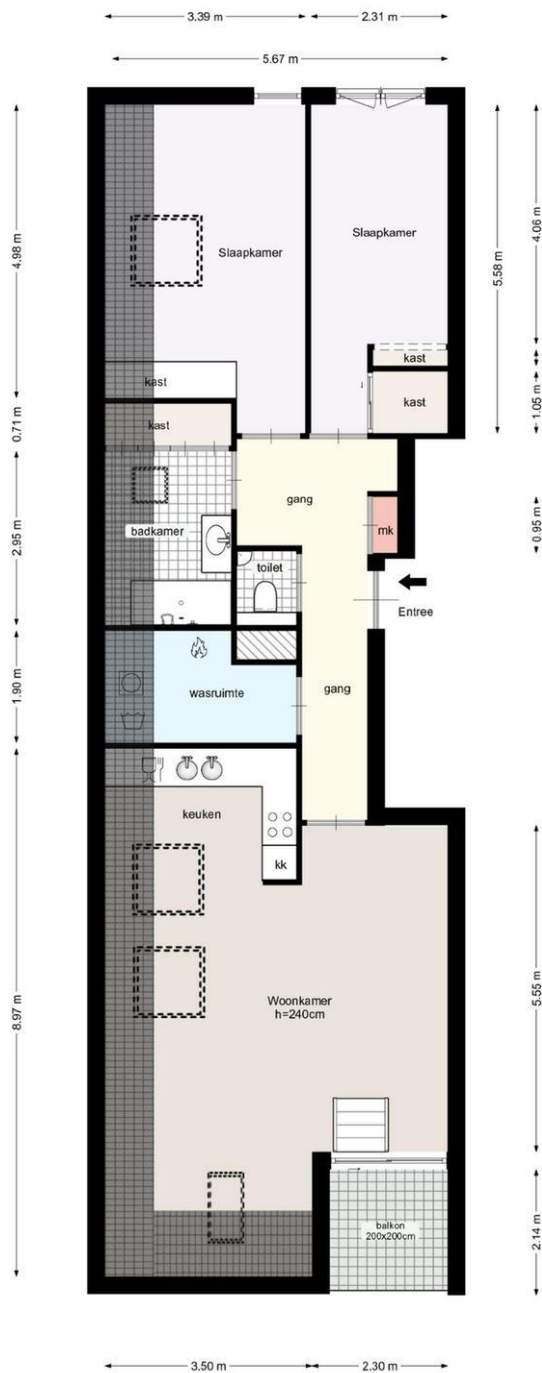 3.39 m
2.31 m
5.67 m
4.98 m
Slaapkamer
Slaapkamer
5.58 m
4.06 m
kast
kast
kast
1.05 m
0.71 m
kast
2.95 m
badkamer
gang
mk
0.95 m
toilet
Entree
1.90 m
wasruimte
gang
keuken
kk
8.97 m
Woonkamer
h=240cm
5.55 m
balkon
200x200cm
2.14 m
3.50 m
2.30 m